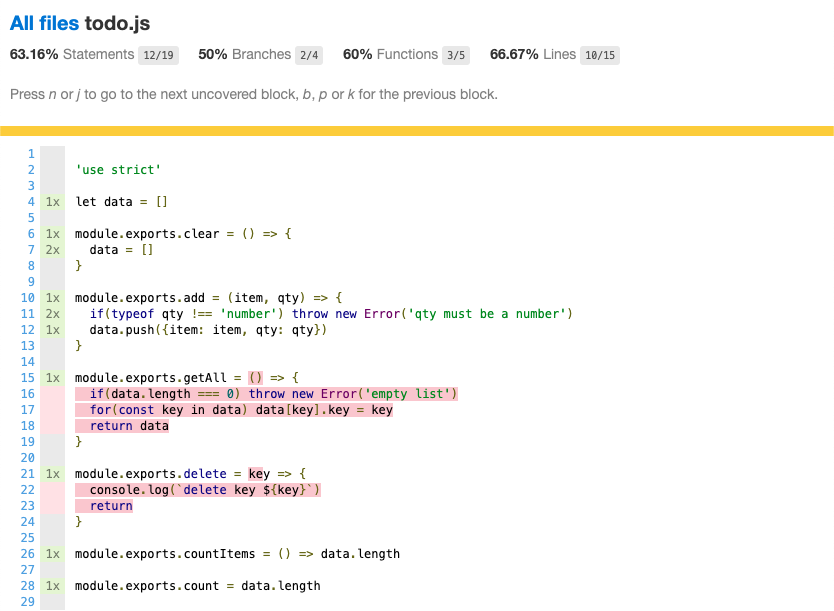 All files todo.js
63.16% Statements 12/19 50% Branches 2/4 60% Functions 3/5 66.67% Lines 10/15
Press n or j to go to the next uncovered block, b, p or k for the previous block.
1
2 'use strict'
3
4 1x let data = []
5
6 1x module.exports.clear = () => {
7 2x   data = []
8 }
9
10 1x module.exports.add = (item, qty) => {
11 2x   if(typeof qty !== 'number') throw new Error('qty must be a number')
12 1x   data.push({item: item, qty: qty})
13 }
14
15 1x module.exports.getAll = () => {
16   if(data.length === 0) throw new Error('empty list')
17   for(const key in data) data[key].key = key
18   return data
19 }
20
21 1x module.exports.delete = key => {
22   console.log(`delete key ${key}`)
23   return
24 }
25
26 1x module.exports.countItems = () => data.length
27
28 1x module.exports.count = data.length
29